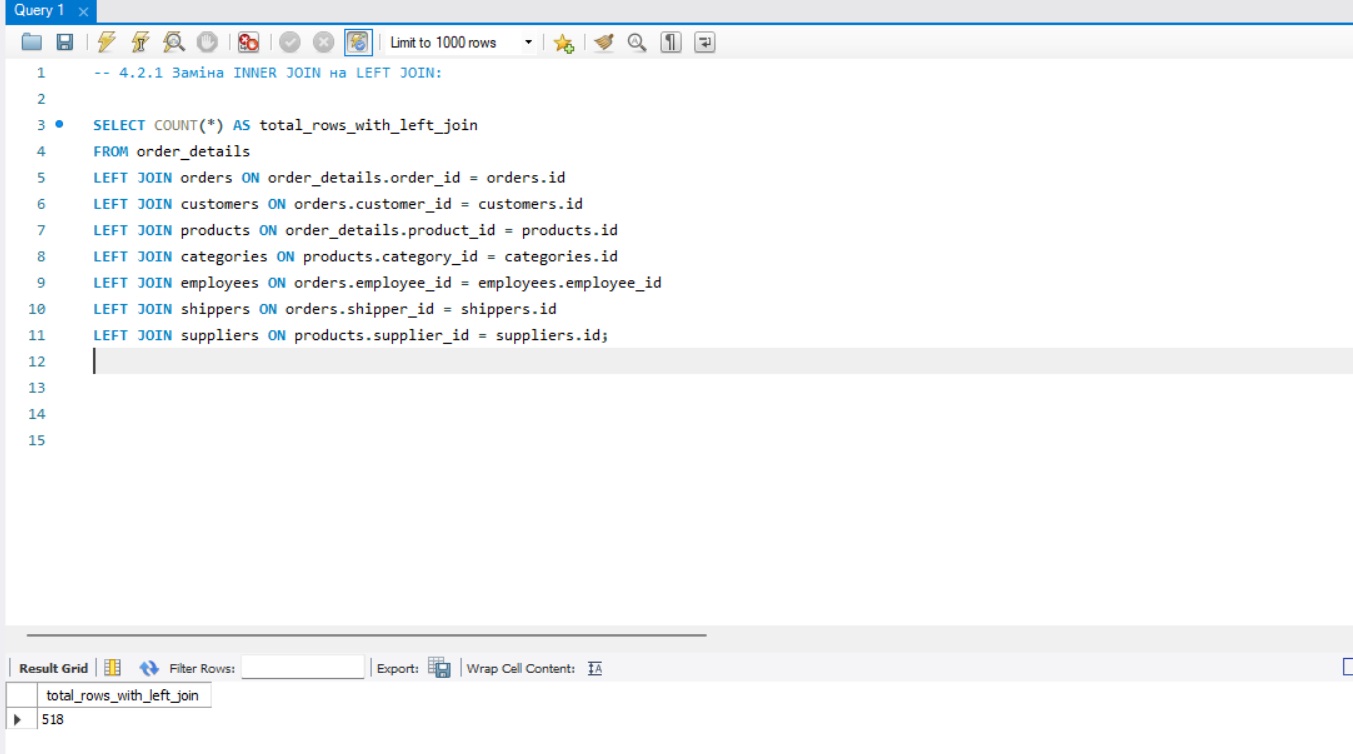 Query 1
Limit to 1000 rows
1 -- 4.2.1 Заміна INNER JOIN на LEFT JOIN:
2
3 SELECT COUNT(*) AS total_rows_with_left_join
4 FROM order_details
5 LEFT JOIN orders ON order_details.order_id = orders.id
6 LEFT JOIN customers ON orders.customer_id = customers.id
7 LEFT JOIN products ON order_details.product_id = products.id
8 LEFT JOIN categories ON products.category_id = categories.id
9 LEFT JOIN employees ON orders.employee_id = employees.employee_id
10 LEFT JOIN shippers ON orders.shipper_id = shippers.id
11 LEFT JOIN suppliers ON products.supplier_id = suppliers.id;
12
13
14
15
Result Grid Filter Rows: Export: Wrap Cell Content:
total_rows_with_left_join
518